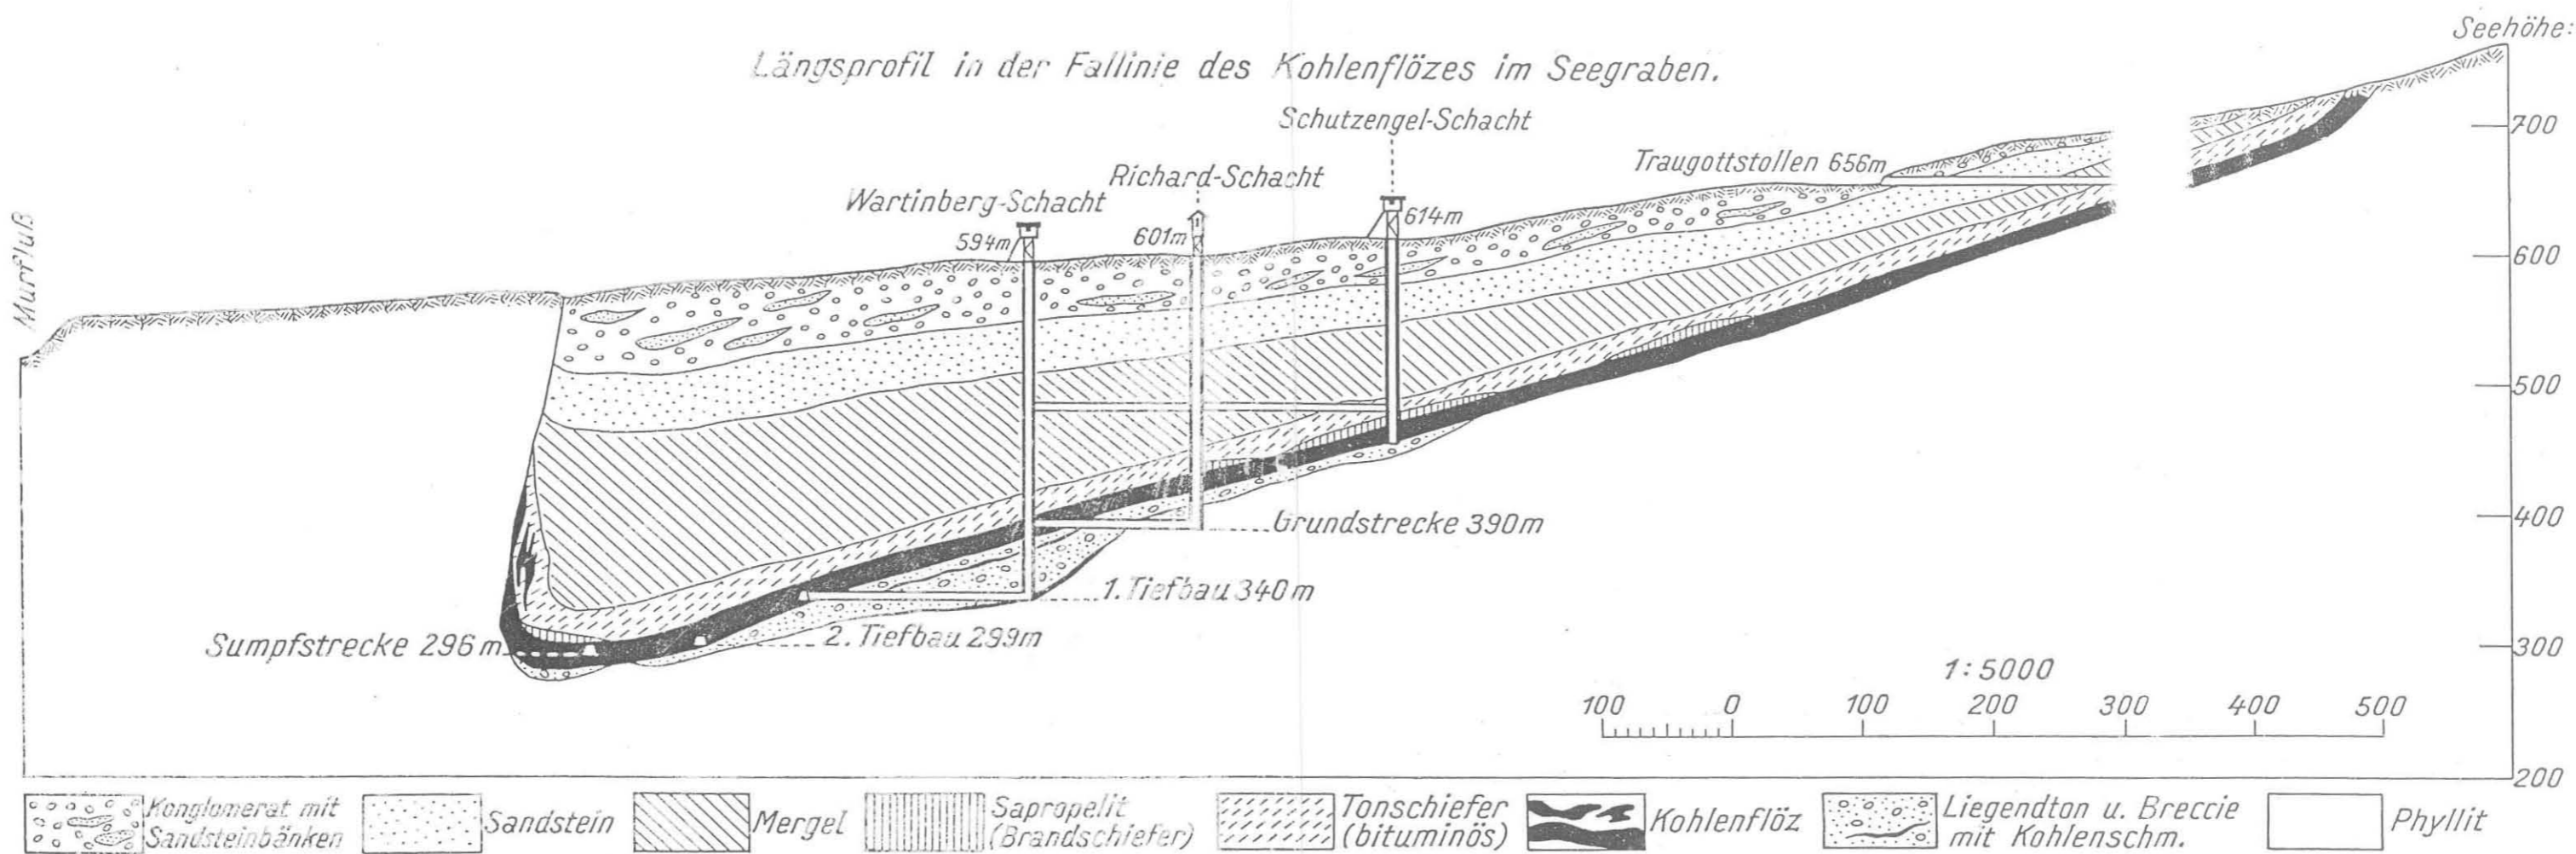 Seehöhe:
Längsprofil in der Fallinie des Kohlenflözes im Seegraben.
Schutzengel-Schacht
700
Traugottstollen 656m
Richard-Schacht
Wartinberg-Schacht
614m
594m
601m
Murfluß
600
500
400
Grundstrecke 390m
1. Tiefbau 340m
2. Tiefbau 299m
Sumpfstrecke 296m
300
1:5000
100 0 100 200 300 400 500
200
Konglomerat mit
Sandsteinbänken
Sandstein
Mergel
Sapropelit
(Brandschiefer)
Tonschiefer
(bituminös)
Kohlenflöz
Liegendton u. Breccie
mit Kohlenschm.
Phyllit